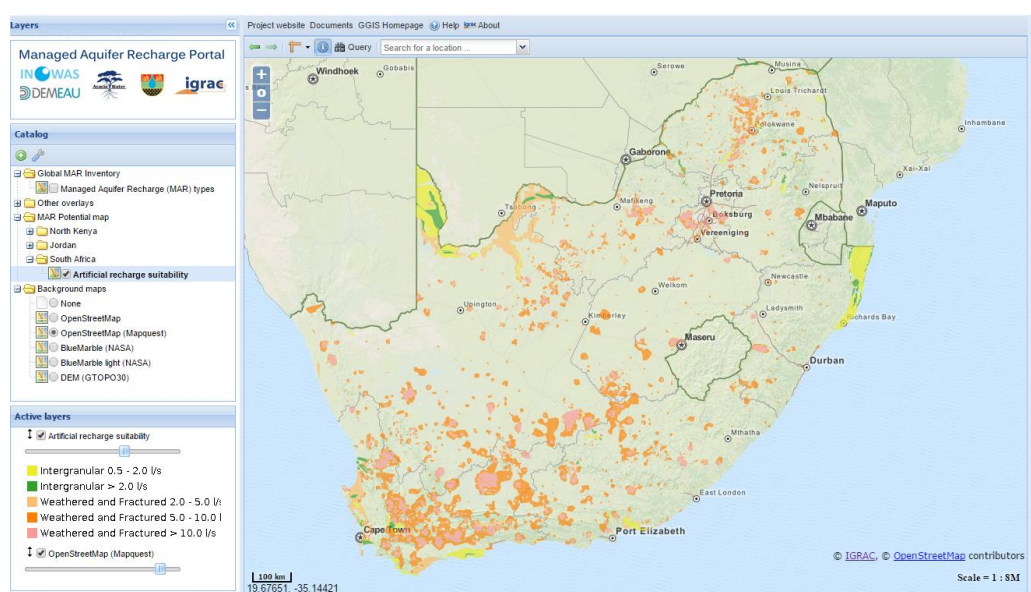 Layers
Managed Aquifer Recharge Portal
INOWAS
DEMEAU
Acacia Water
igrac
Catalog
Global MAR Inventory
Managed Aquifer Recharge (MAR) types
Other overlays
MAR Potential map
North Kenya
Jordan
South Africa
Artificial recharge suitability
Background maps
None
OpenStreetMap
OpenStreetMap (Mapquest)
BlueMarble (NASA)
BlueMarble light (NASA)
DEM (GTOPO30)
Active layers
Artificial recharge suitability
Intergranular 0.5 - 2.0 l/s
Intergranular > 2.0 l/s
Weathered and Fractured 2.0 - 5.0 l/s
Weathered and Fractured 5.0 - 10.0 l
Weathered and Fractured > 10.0 l/s
OpenStreetMap (Mapquest)
Project website Documents GGIS Homepage Help igrac About
Query Search for a location ...
Windhoek
Gobabis
Serowe
Musina
Louis Trichardt
Polokwane
Inhambane
Gaborone
Xai-Xai
Pretoria
Nelspruit
Tsabong
Mafikeng
Boksburg
Maputo
Mbabane
Vereeniging
Newcastle
Welkom
Upington
Kimberley
Ladysmith
Richards Bay
Maseru
Durban
Mthatha
East London
Cape Town
Port Elizabeth
© IGRAC, © OpenStreetMap contributors
100 km
19.67651, -35.14421
Scale = 1 : 8M